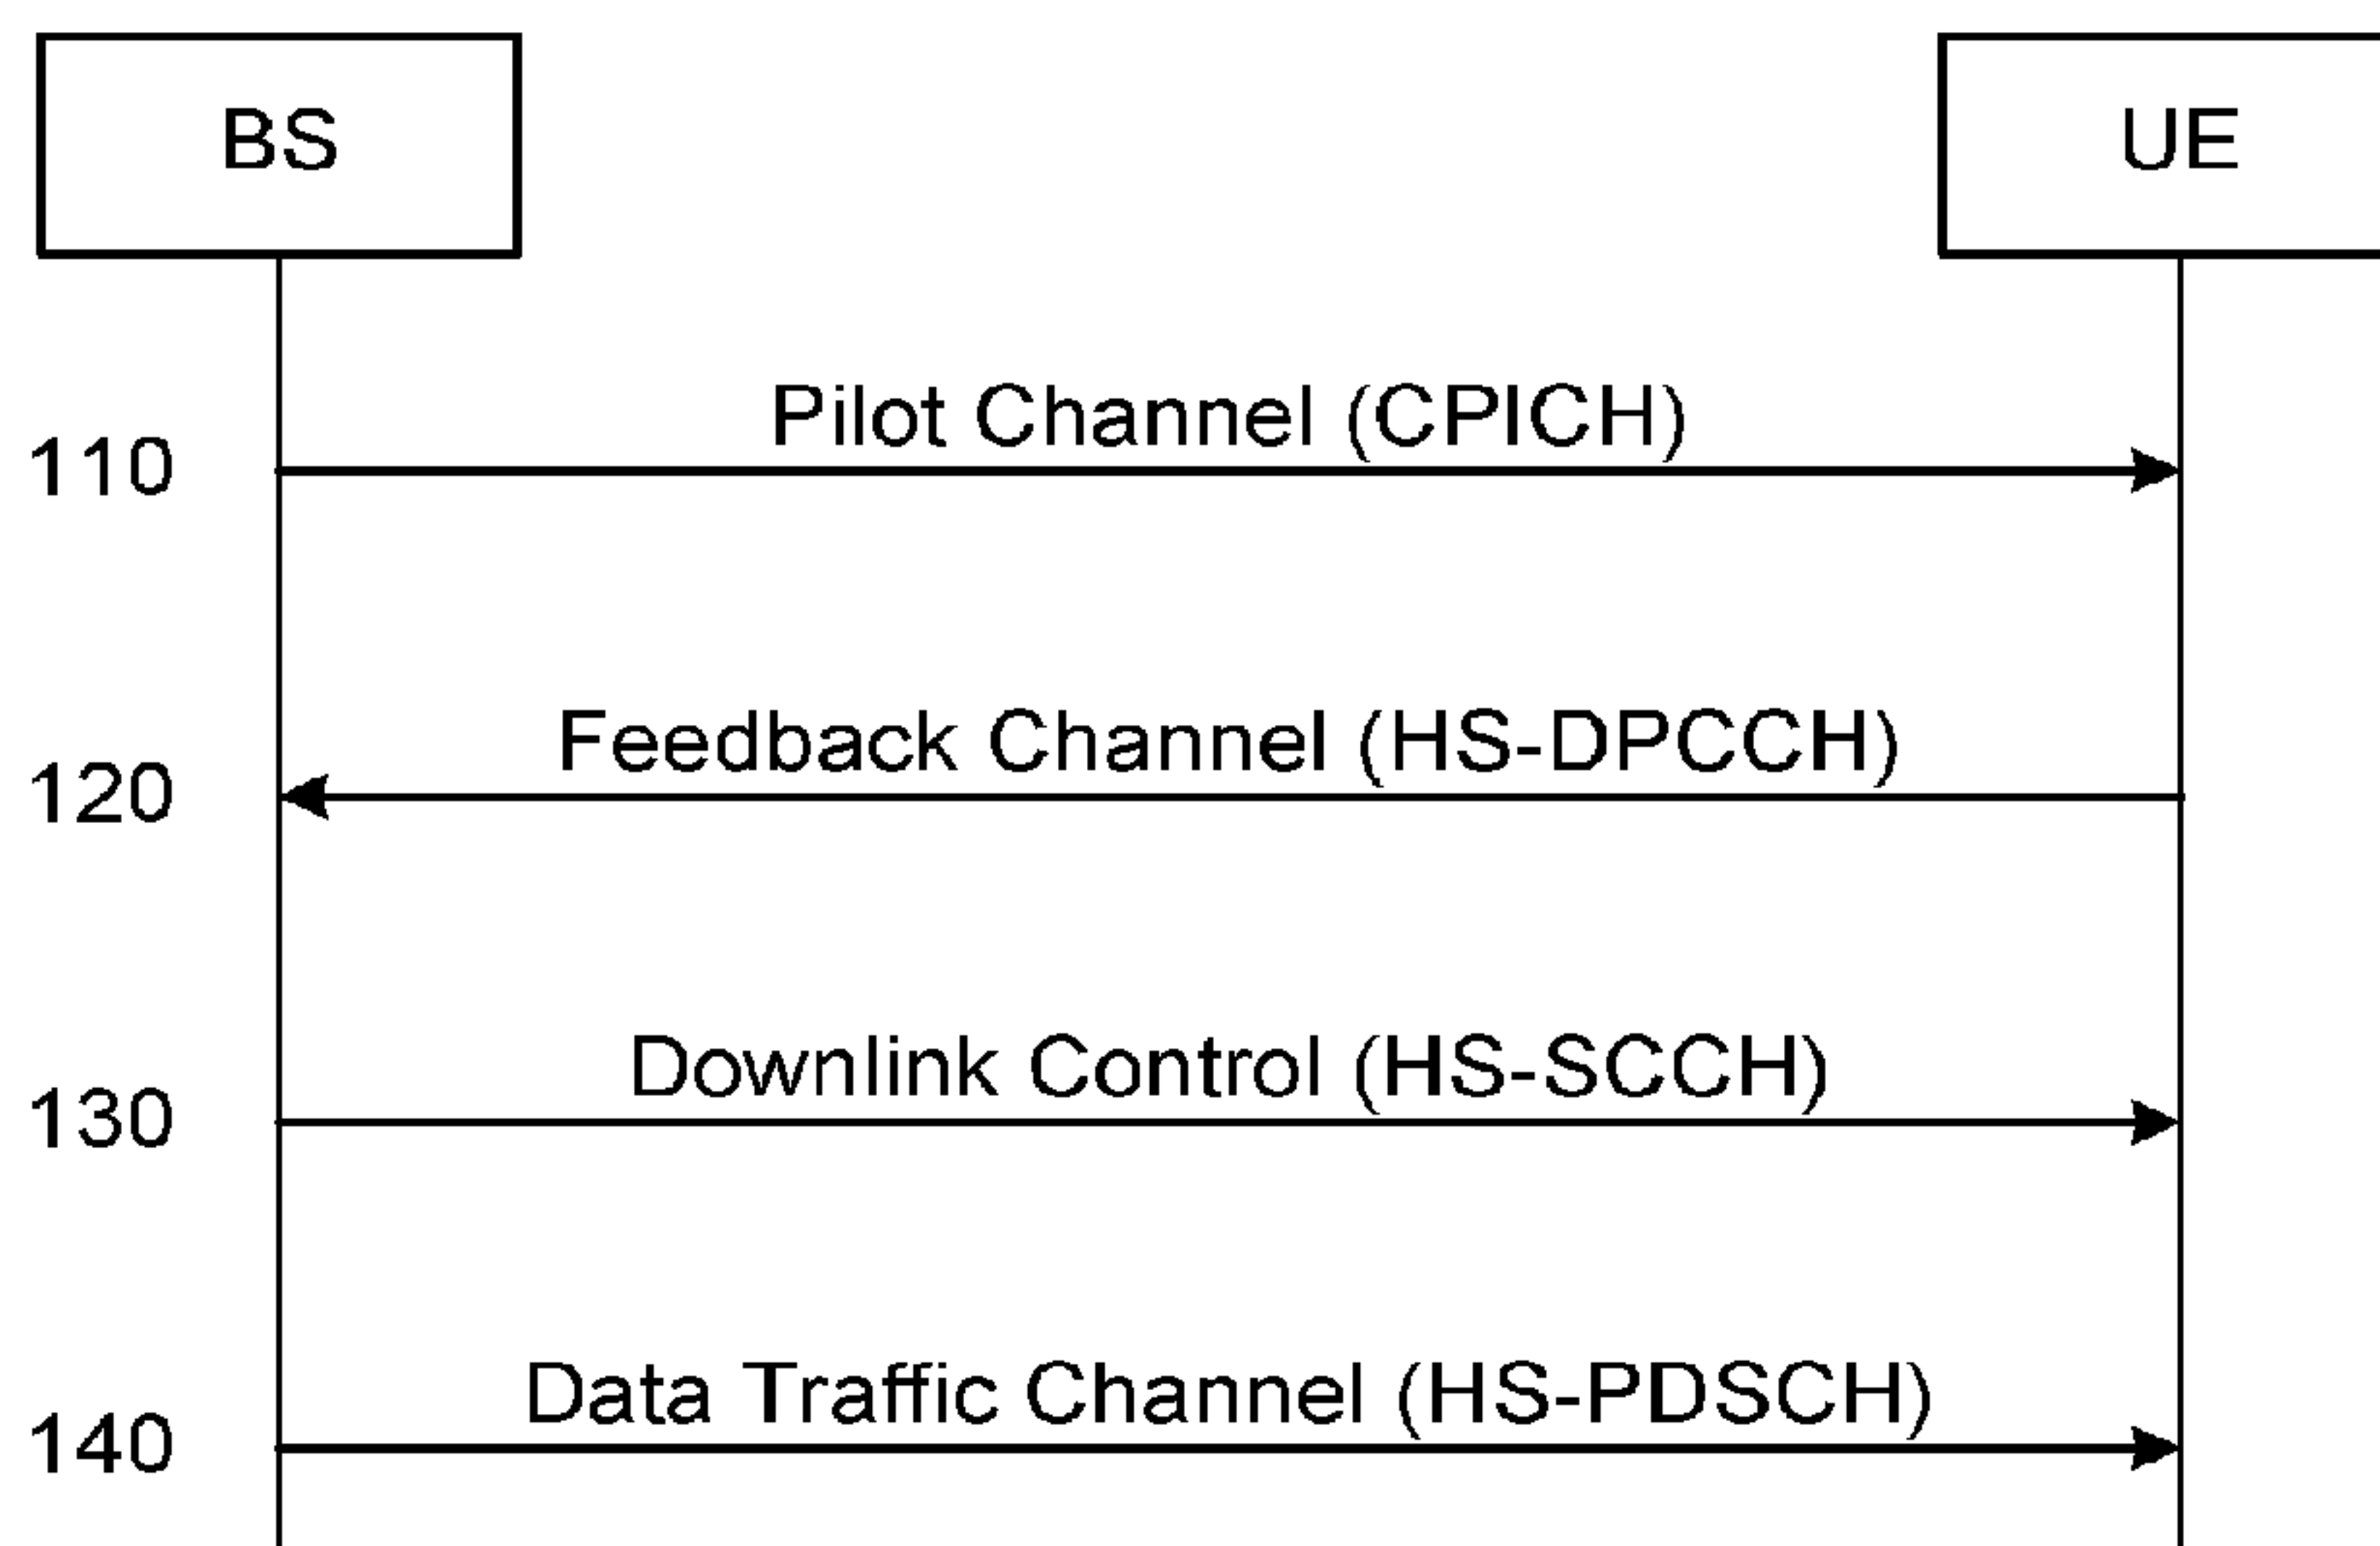 BS
UE
Pilot Channel (CPICH)
110
Feedback Channel (HS-DPCCH)
120
Downlink Control (HS-SCCH)
130
Data Traffic Channel (HS-PDSCH)
140